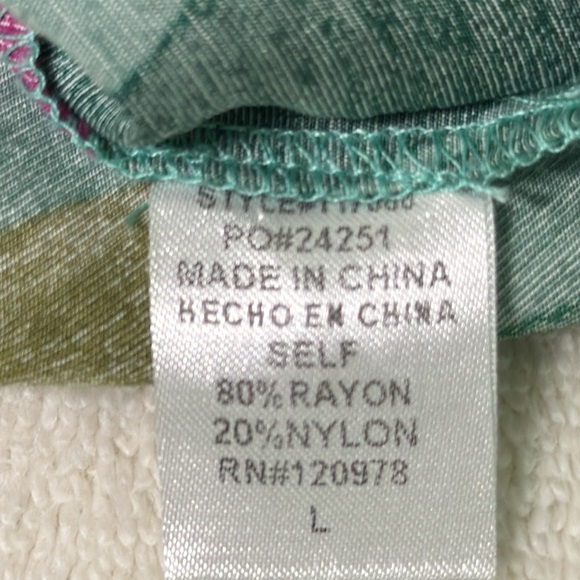 PO#24251
MADE IN CHINA
HECHO EN CHINA
SELF
80% RAYON
20% NYLON
RN#120978
L